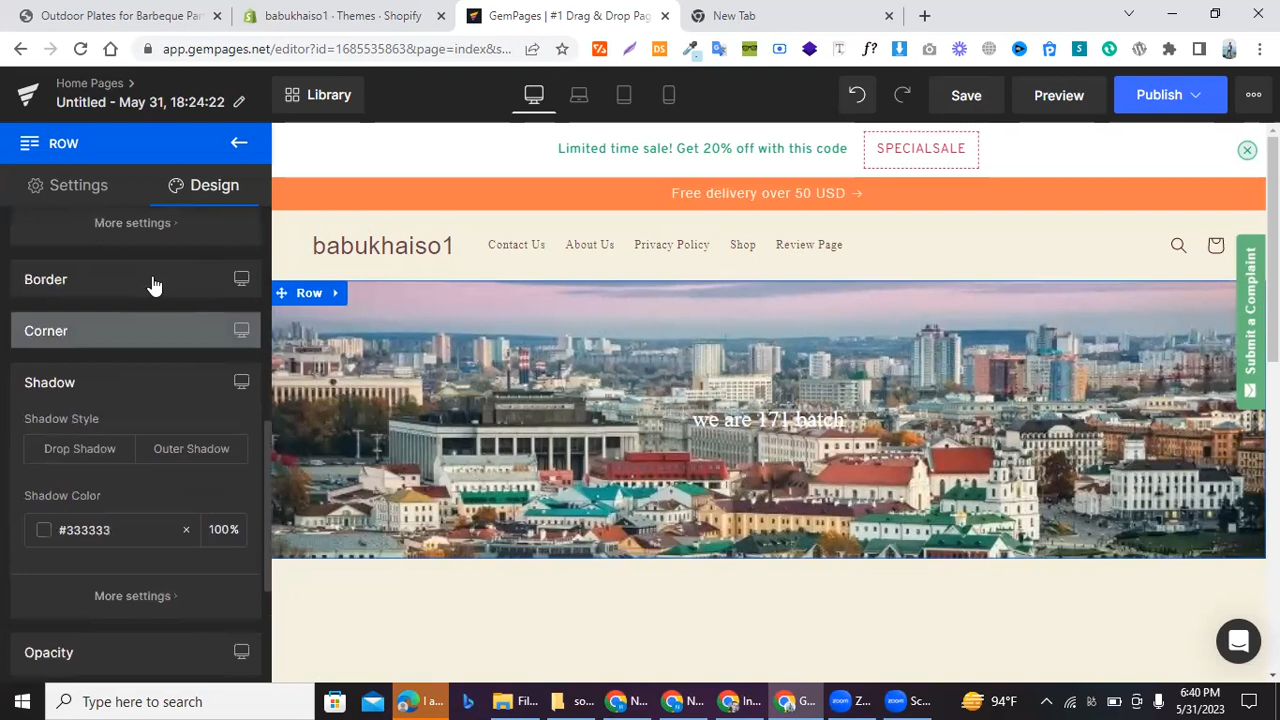 Outdoor Plates for Barbeque Pa
babukhaiso1 - Themes · Shopify
GemPages | #1 Drag & Drop Pag
New Tab
app.gempages.net/editor?id=1685535863&page=index&s...
Home Pages >
Untitled - May 31, 18:24:22
Library
Save
Preview
Publish
ROW
Settings
Design
More settings
Border
Corner
Shadow
Shadow Style
Drop Shadow
Outer Shadow
Shadow Color
#333333
100%
More settings
Opacity
Limited time sale! Get 20% off with this code
SPECIALSALE
Free delivery over 50 USD →
babukhaiso1
Contact Us
About Us
Privacy Policy
Shop
Review Page
Row
we are 171 batch
Submit a Complaint
Type here to search
I a...
Fil...
so...
N...
N...
In...
G...
Z...
Sc...
94°F
6:40 PM
5/31/2023